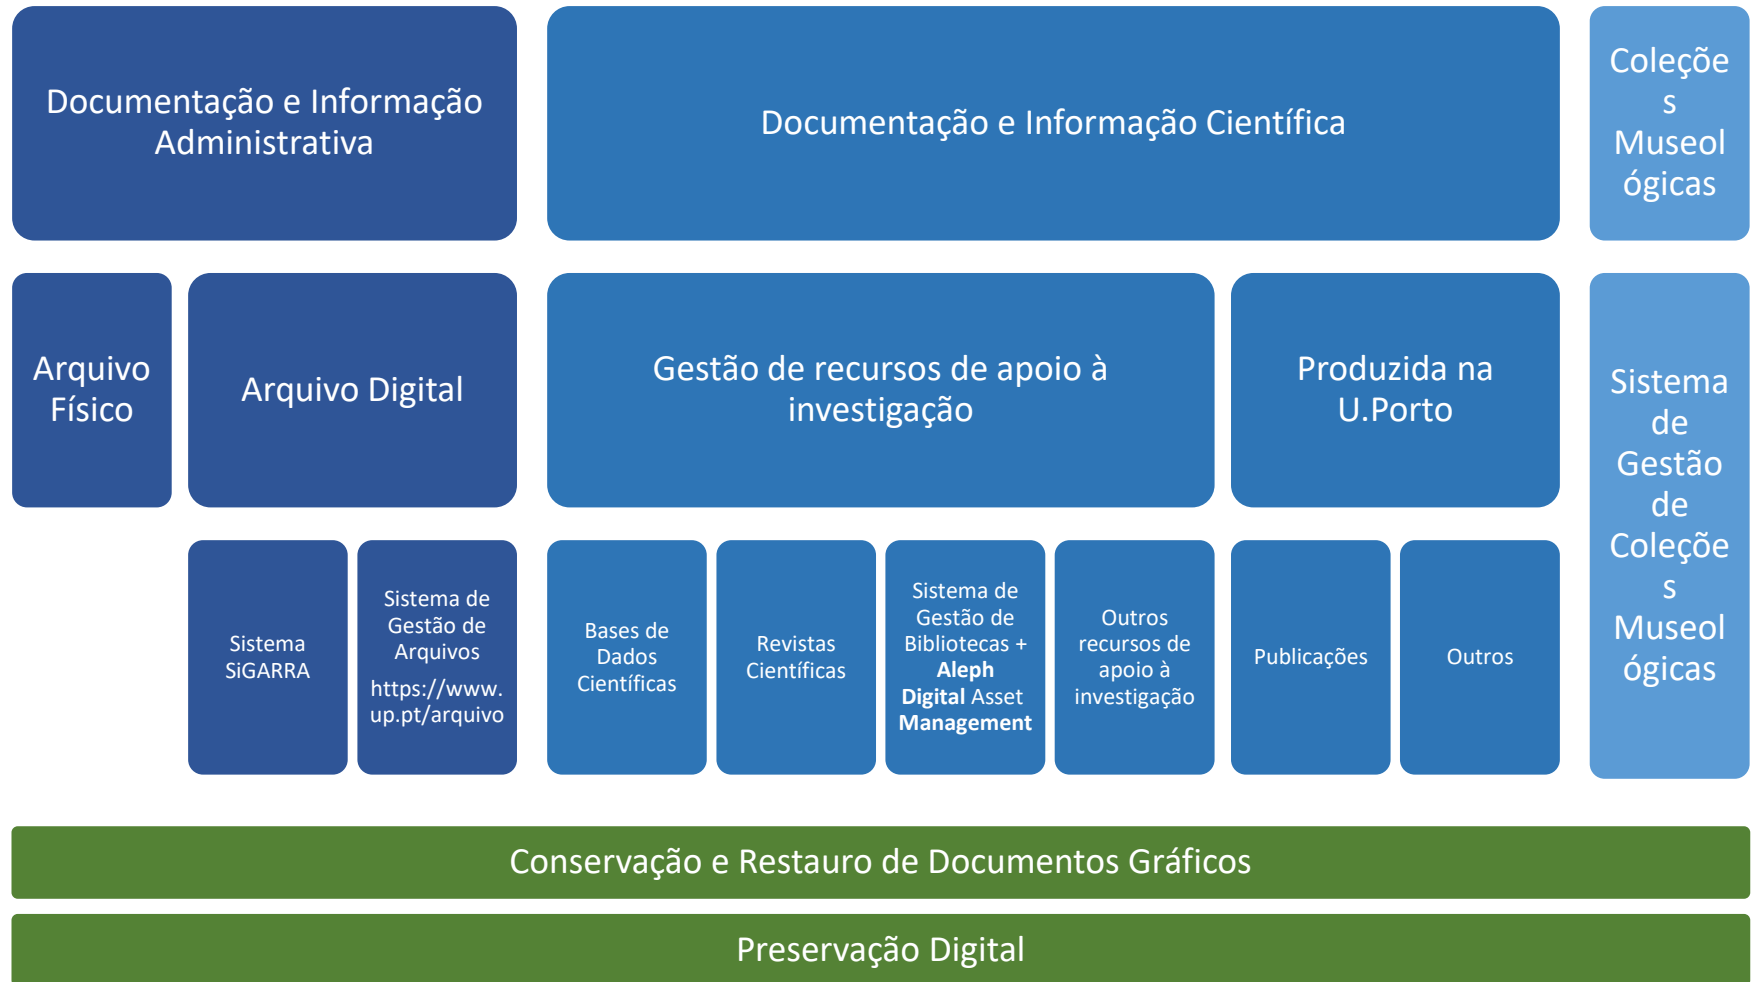 Documentação e Informação
Administrativa
Documentação e Informação Científica
Coleçõe
s
Museol
ógicas
Arquivo
Físico
Arquivo Digital
Gestão de recursos de apoio à
investigação
Produzida na
U.Porto
Sistema
de
Gestão
de
Coleçõe
s
Museol
ógicas
Sistema
SiGARRA
Sistema de
Gestão de
Arquivos
https://www.
up.pt/arquivo
Bases de
Dados
Científicas
Revistas
Científicas
Sistema de
Gestão de
Bibliotecas +
Aleph
Digital Asset
Management
Outros
recursos de
apoio à
investigação
Publicações
Outros
Conservação e Restauro de Documentos Gráficos
Preservação Digital